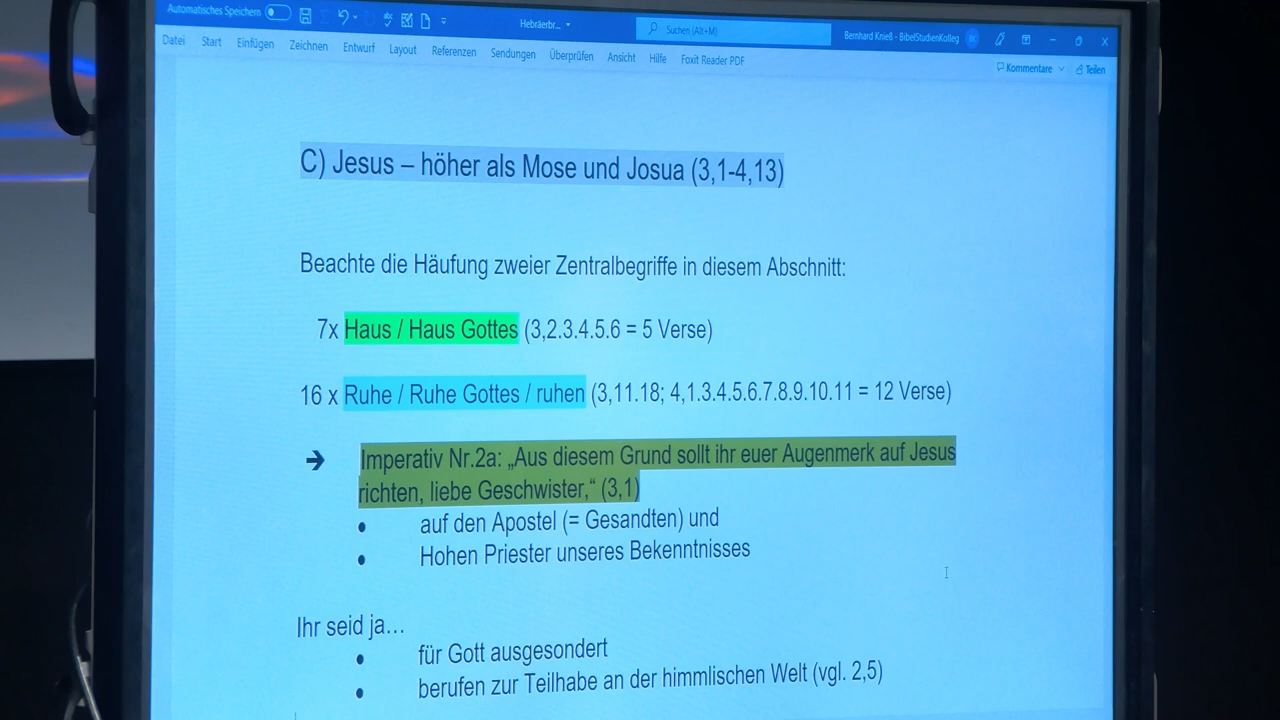 Automatisches Speichern
Hebräerbr...
Suchen (Alt+M)
Bernhard Knieß - BibelStudienKolleg
BK
Datei Start Einfügen Zeichnen Entwurf Layout Referenzen Sendungen Überprüfen Ansicht Hilfe Foxit Reader PDF
Kommentare Teilen
C) Jesus – höher als Mose und Josua (3,1-4,13)
Beachte die Häufung zweier Zentralbegriffe in diesem Abschnitt:
7x Haus / Haus Gottes (3,2.3.4.5.6 = 5 Verse)
16 x Ruhe / Ruhe Gottes / ruhen (3,11.18; 4,1.3.4.5.6.7.8.9.10.11 = 12 Verse)
➔ Imperativ Nr.2a: „Aus diesem Grund sollt ihr euer Augenmerk auf Jesus
richten, liebe Geschwister,“ (3,1)
• auf den Apostel (= Gesandten) und
• Hohen Priester unseres Bekenntnisses
Ihr seid ja…
• für Gott ausgesondert
• berufen zur Teilhabe an der himmlischen Welt (vgl. 2,5)